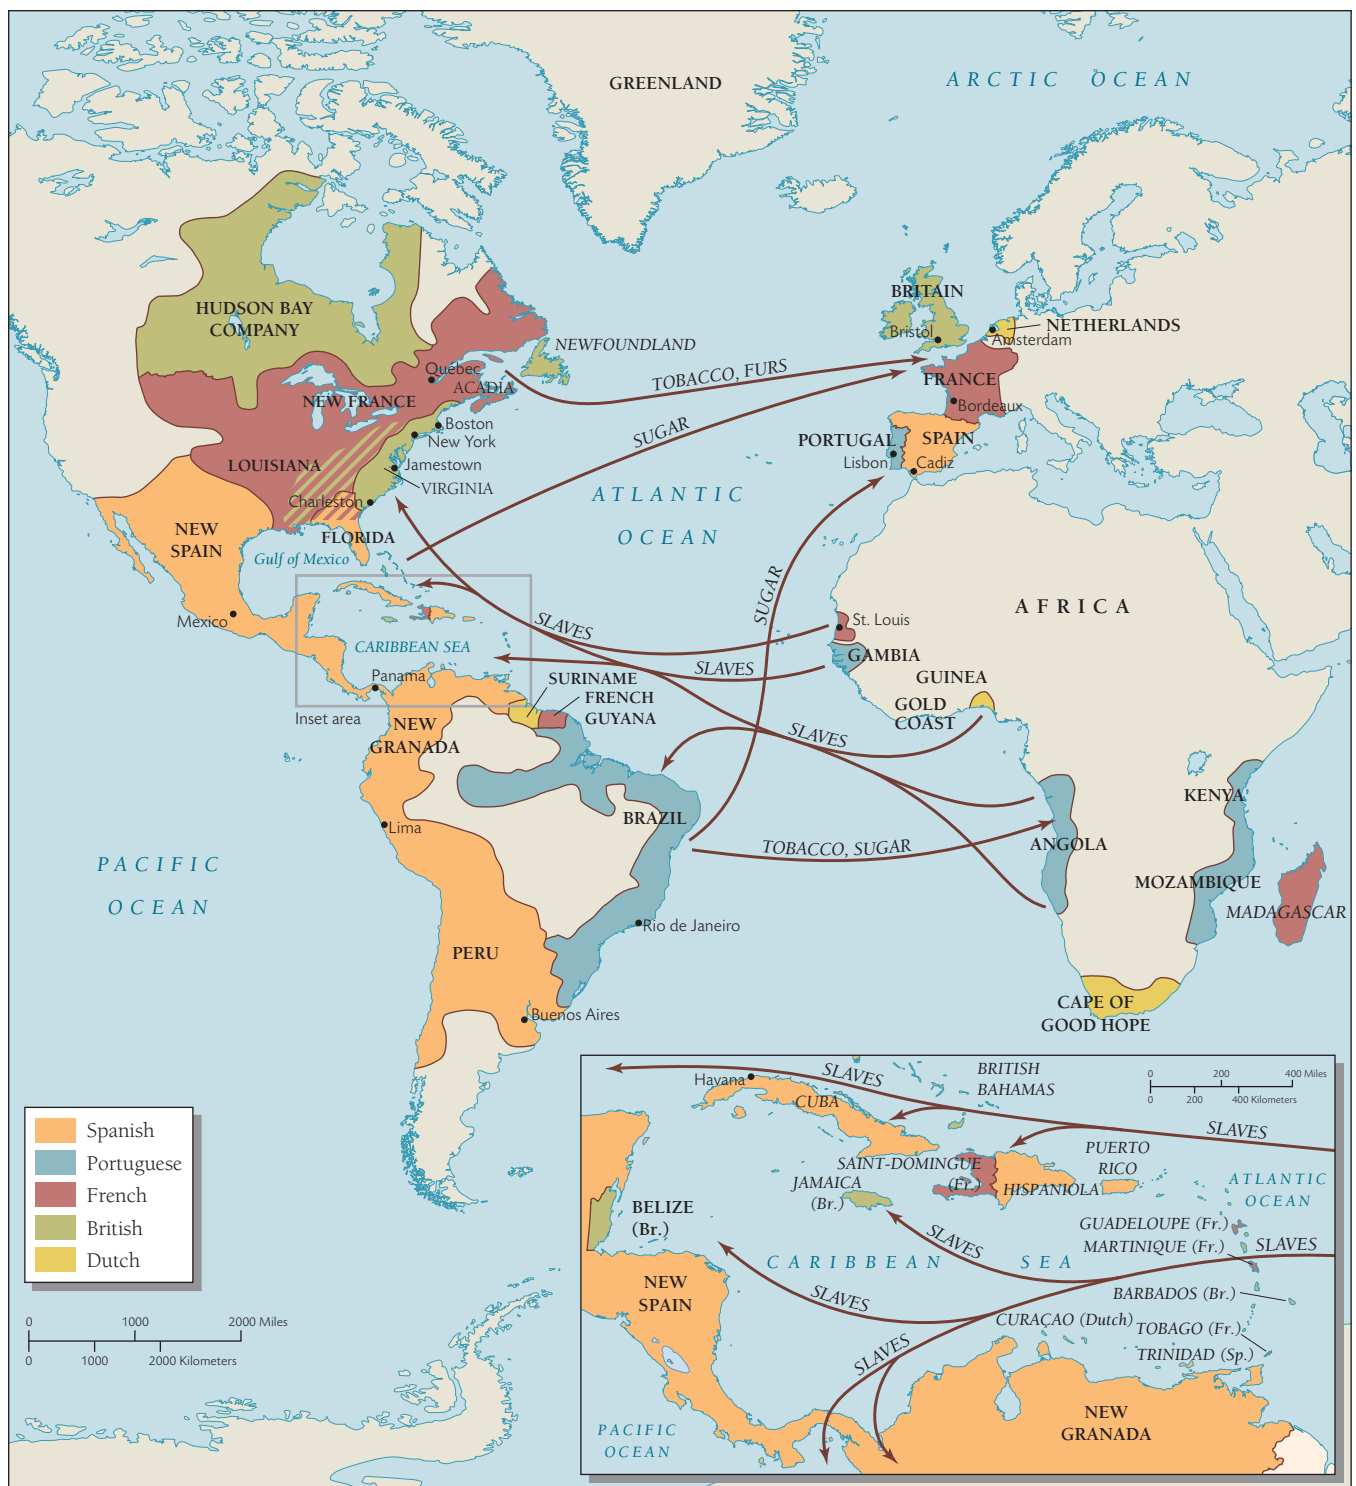 GREENLAND
ARCTIC OCEAN
HUDSON BAY
COMPANY
BRITAIN
Bristol
NETHERLANDS
Amsterdam
NEWFOUNDLAND
Québec
ACADIA
NEW FRANCE
TOBACCO, FURS
FRANCE
Bordeaux
Boston
New York
SUGAR
PORTUGAL
SPAIN
Lisbon
Cadiz
LOUISIANA
Jamestown
VIRGINIA
Charleston
ATLANTIC
OCEAN
NEW
SPAIN
FLORIDA
Gulf of Mexico
SUGAR
AFRICA
Mexico
SLAVES
St. Louis
CARIBBEAN SEA
GAMBIA
Panama
SLAVES
SURINAME
GUINEA
FRENCH
GUYANA
GOLD
COAST
Inset area
NEW
GRANADA
SLAVES
KENYA
BRAZIL
Lima
TOBACCO, SUGAR
ANGOLA
PACIFIC
OCEAN
MOZAMBIQUE
MADAGASCAR
Rio de Janeiro
PERU
CAPE OF
GOOD HOPE
Buenos Aires
Spanish
Portuguese
French
British
Dutch
0 1000 2000 Miles
0 1000 2000 Kilometers
SLAVES
BRITISH
BAHAMAS
0 200 400 Miles
0 200 400 Kilometers
Havana
CUBA
SLAVES
PUERTO
RICO
SAINT-DOMINGUE
(Fr.)
HISPANIOLA
JAMAICA
(Br.)
ATLANTIC
OCEAN
BELIZE
(Br.)
GUADELOUPE (Fr.)
MARTINIQUE (Fr.)
SLAVES
SLAVES
CARIBBEAN SEA
NEW
SPAIN
SLAVES
BARBADOS (Br.)
CURAÇAO (Dutch)
TOBAGO (Fr.)
TRINIDAD (Sp.)
SLAVES
PACIFIC
OCEAN
NEW
GRANADA